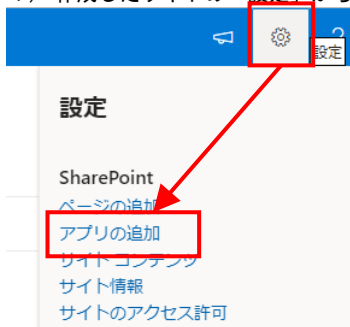 設定
設定
SharePoint
ページの追加
アプリの追加
サイト コンテンツ
サイト情報
サイトのアクセス許可